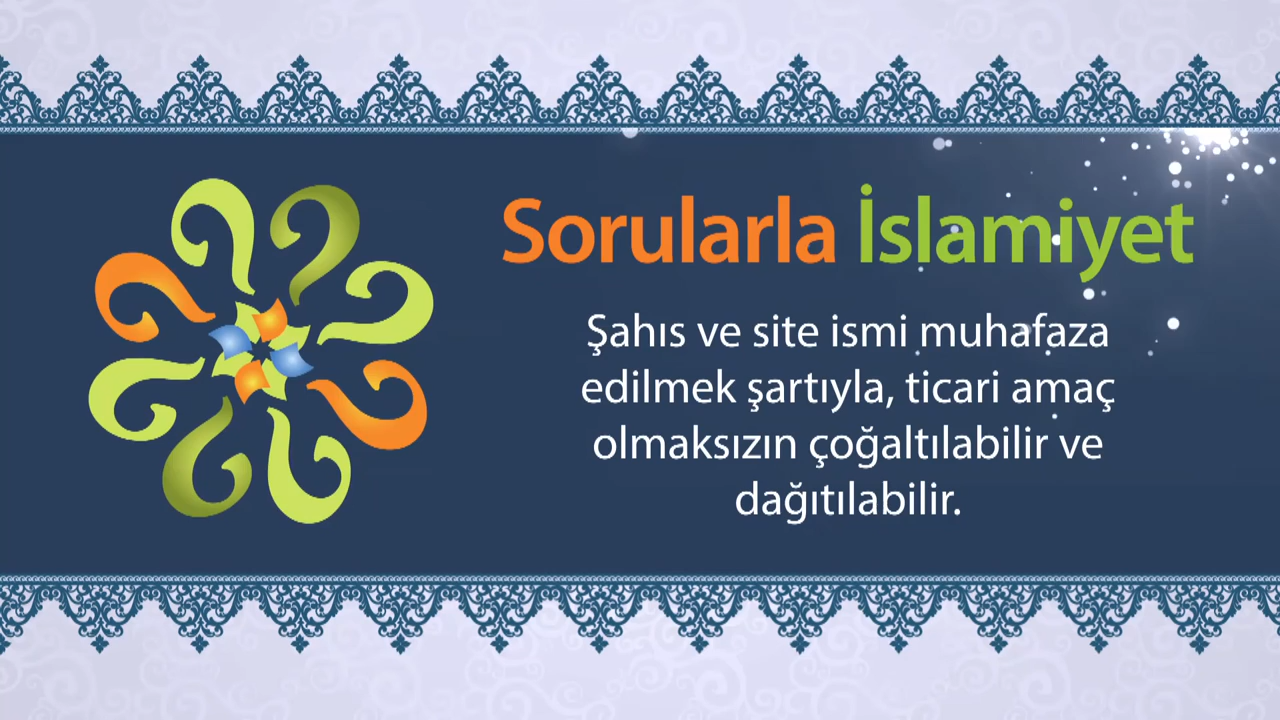 Sorularla İslamiyet
Şahıs ve site ismi muhafaza
edilmek şartıyla, ticari amaç
olmaksızın çoğaltılabilir ve
dağıtılabilir.